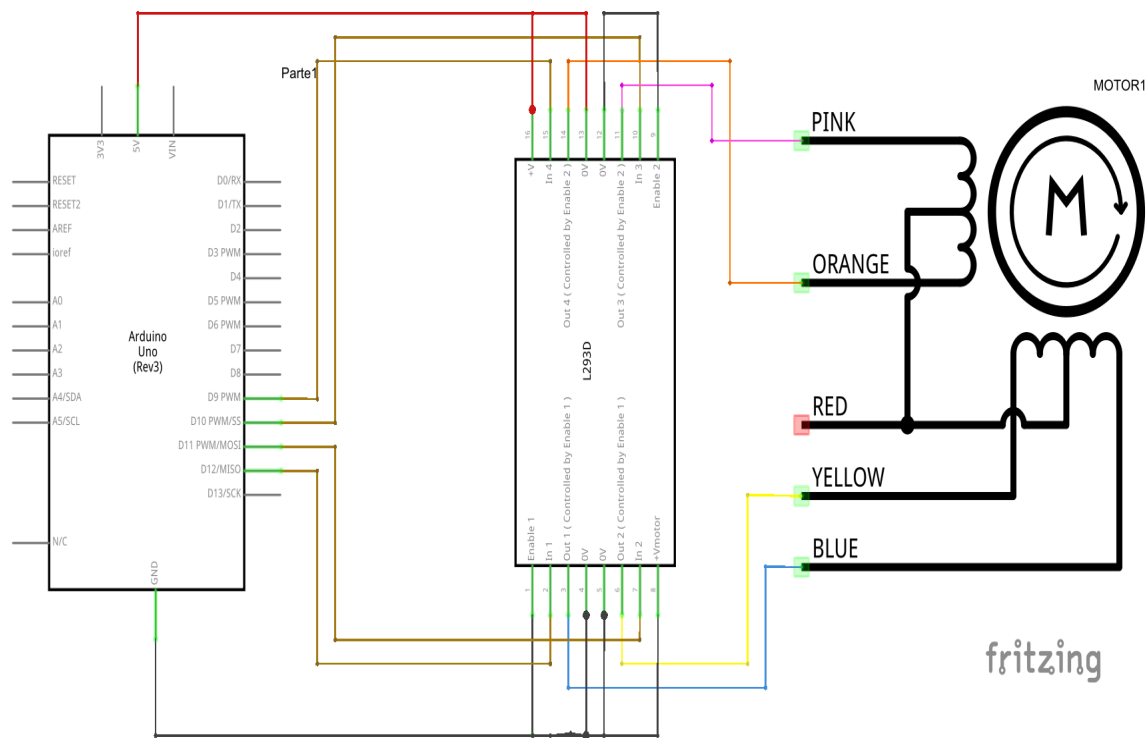 Parte1
MOTOR1
3V3
5V
VIN
RESET
RESET2
AREF
ioref
A0
A1
A2
A3
A4/SDA
A5/SCL
N/C
Arduino
Uno
(Rev3)
D0/RX
D1/TX
D2
D3 PWM
D4
D5 PWM
D6 PWM
D7
D8
D9 PWM
D10 PWM/SS
D11 PWM/MOSI
D12/MISO
D13/SCK
GND
16
15
14
13
12
11
10
9
+V
In 4
Out 4 ( Controlled by Enable 2 )
0V
0V
Out 3 ( Controlled by Enable 2 )
In 3
Enable 2
L293D
Enable 1
In 1
Out 1 ( Controlled by Enable 1 )
0V
0V
Out 2 ( Controlled by Enable 1 )
In 2
+Vmotor
1
2
3
4
5
6
7
8
PINK
ORANGE
RED
YELLOW
BLUE
M
fritzing